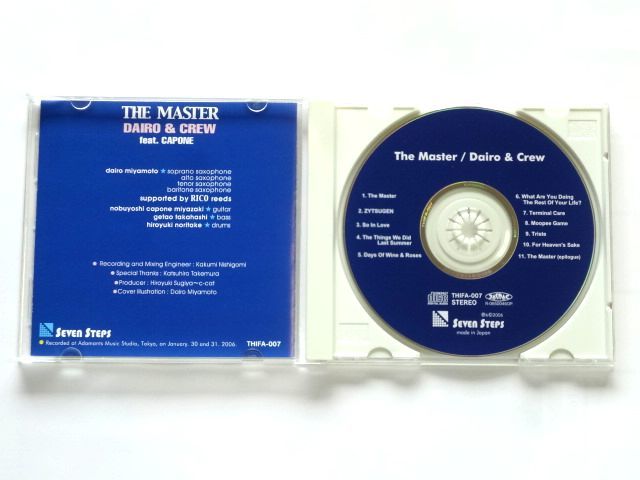 THE MASTER
DAIRO & CREW
feat. CAPONE
dairo miyamoto ★ soprano saxophone
alto saxophone
tenor saxophone
baritone saxophone
supported by RICO reeds
nobuyoshi capone miyazaki ★ guitar
getao takahashi ★ bass
hiroyuki noritake ★ drums
Recording and Mixing Engineer : Kakumi Nishigomi
Special Thanks : Katsuhiro Takemura
Producer : Hiroyuki Sugiya~c-cat
Cover Illustration : Dairo Miyamoto
SEVEN STEPS
Recorded at Adamants Music Studio, Tokyo, on January. 30 and 31. 2006.
THIFA-007
The Master / Dairo & Crew
1. The Master
2. ZYTSUGEN
3. So In Love
4. The Things We Did
Last Summer
5. Days Of Wine & Roses
6. What Are You Doing
The Rest Of Your Life?
7. Terminal Care
8. Moopee Game
9. Triste
10. For Heaven's Sake
11. The Master (epilogue)
THIFA-007
STEREO
SEVEN STEPS
made in Japan